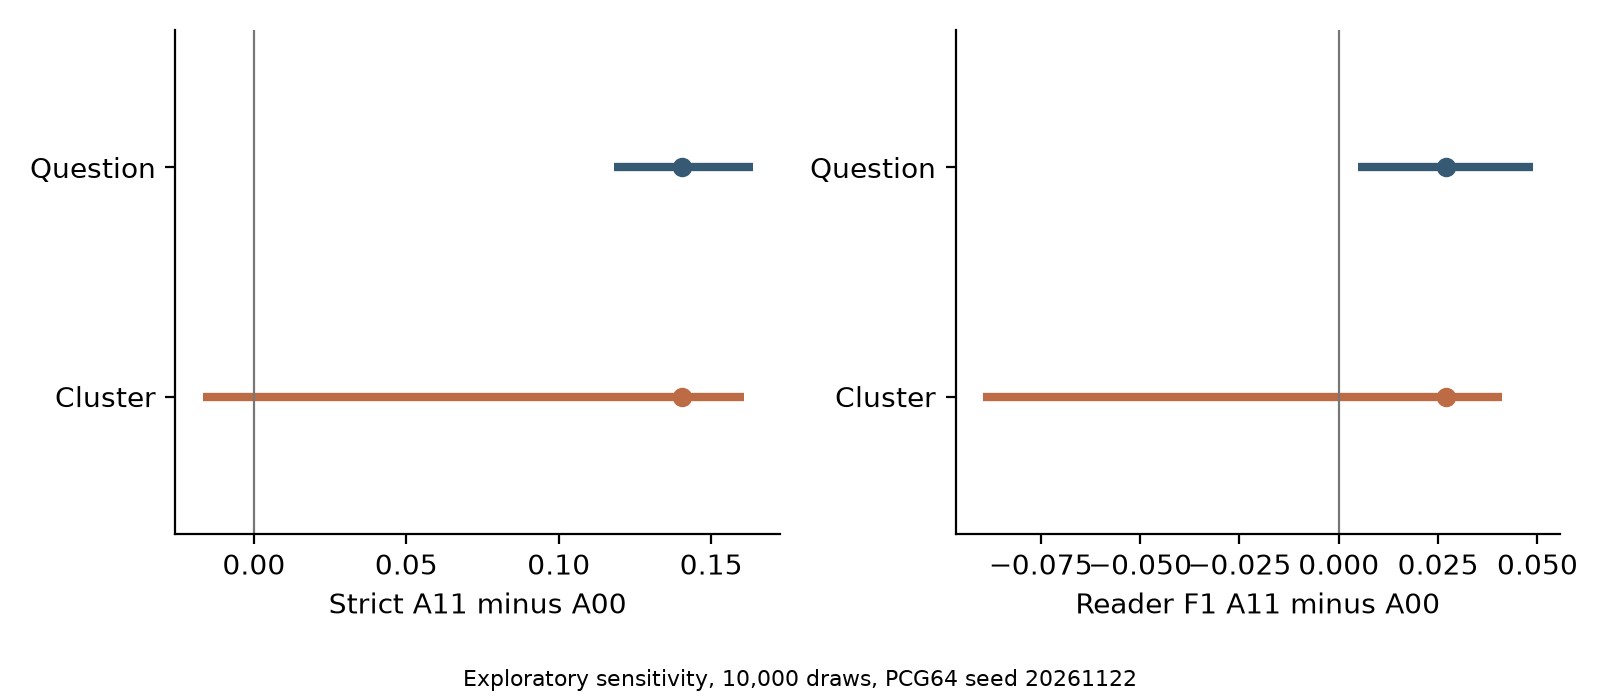 Question
Cluster
0.00 0.05 0.10 0.15
Strict A11 minus A00
Question
Cluster
−0.075 −0.050 −0.025 0.000 0.025 0.050
Reader F1 A11 minus A00
Exploratory sensitivity, 10,000 draws, PCG64 seed 20261122